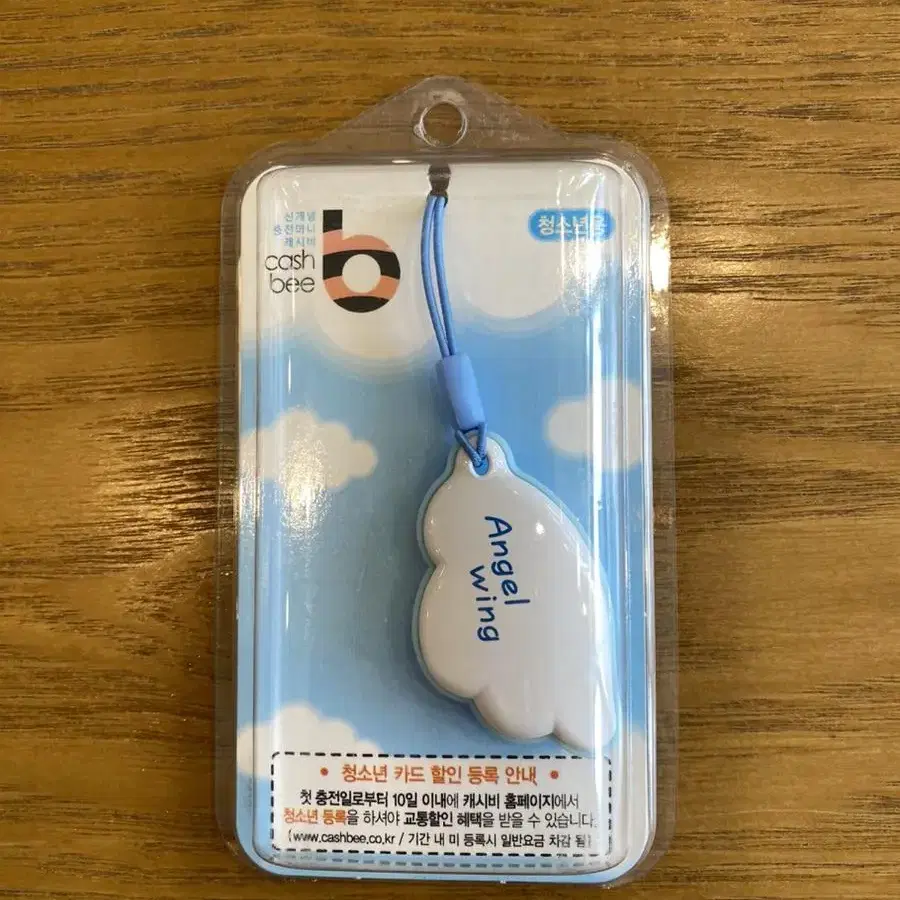 신개념
충전머니
캐시비
cash
bee
b
청소년용
Angel
wing
• 청소년 카드 할인 등록 안내 •
첫 충전일로부터 10일 이내에 캐시비 홈페이지에서
청소년 등록을 하셔야 교통할인 혜택을 받을 수 있습니다.
【www.cashbee.co.kr / 기간 내 미 등록시 일반요금 차감 됨】